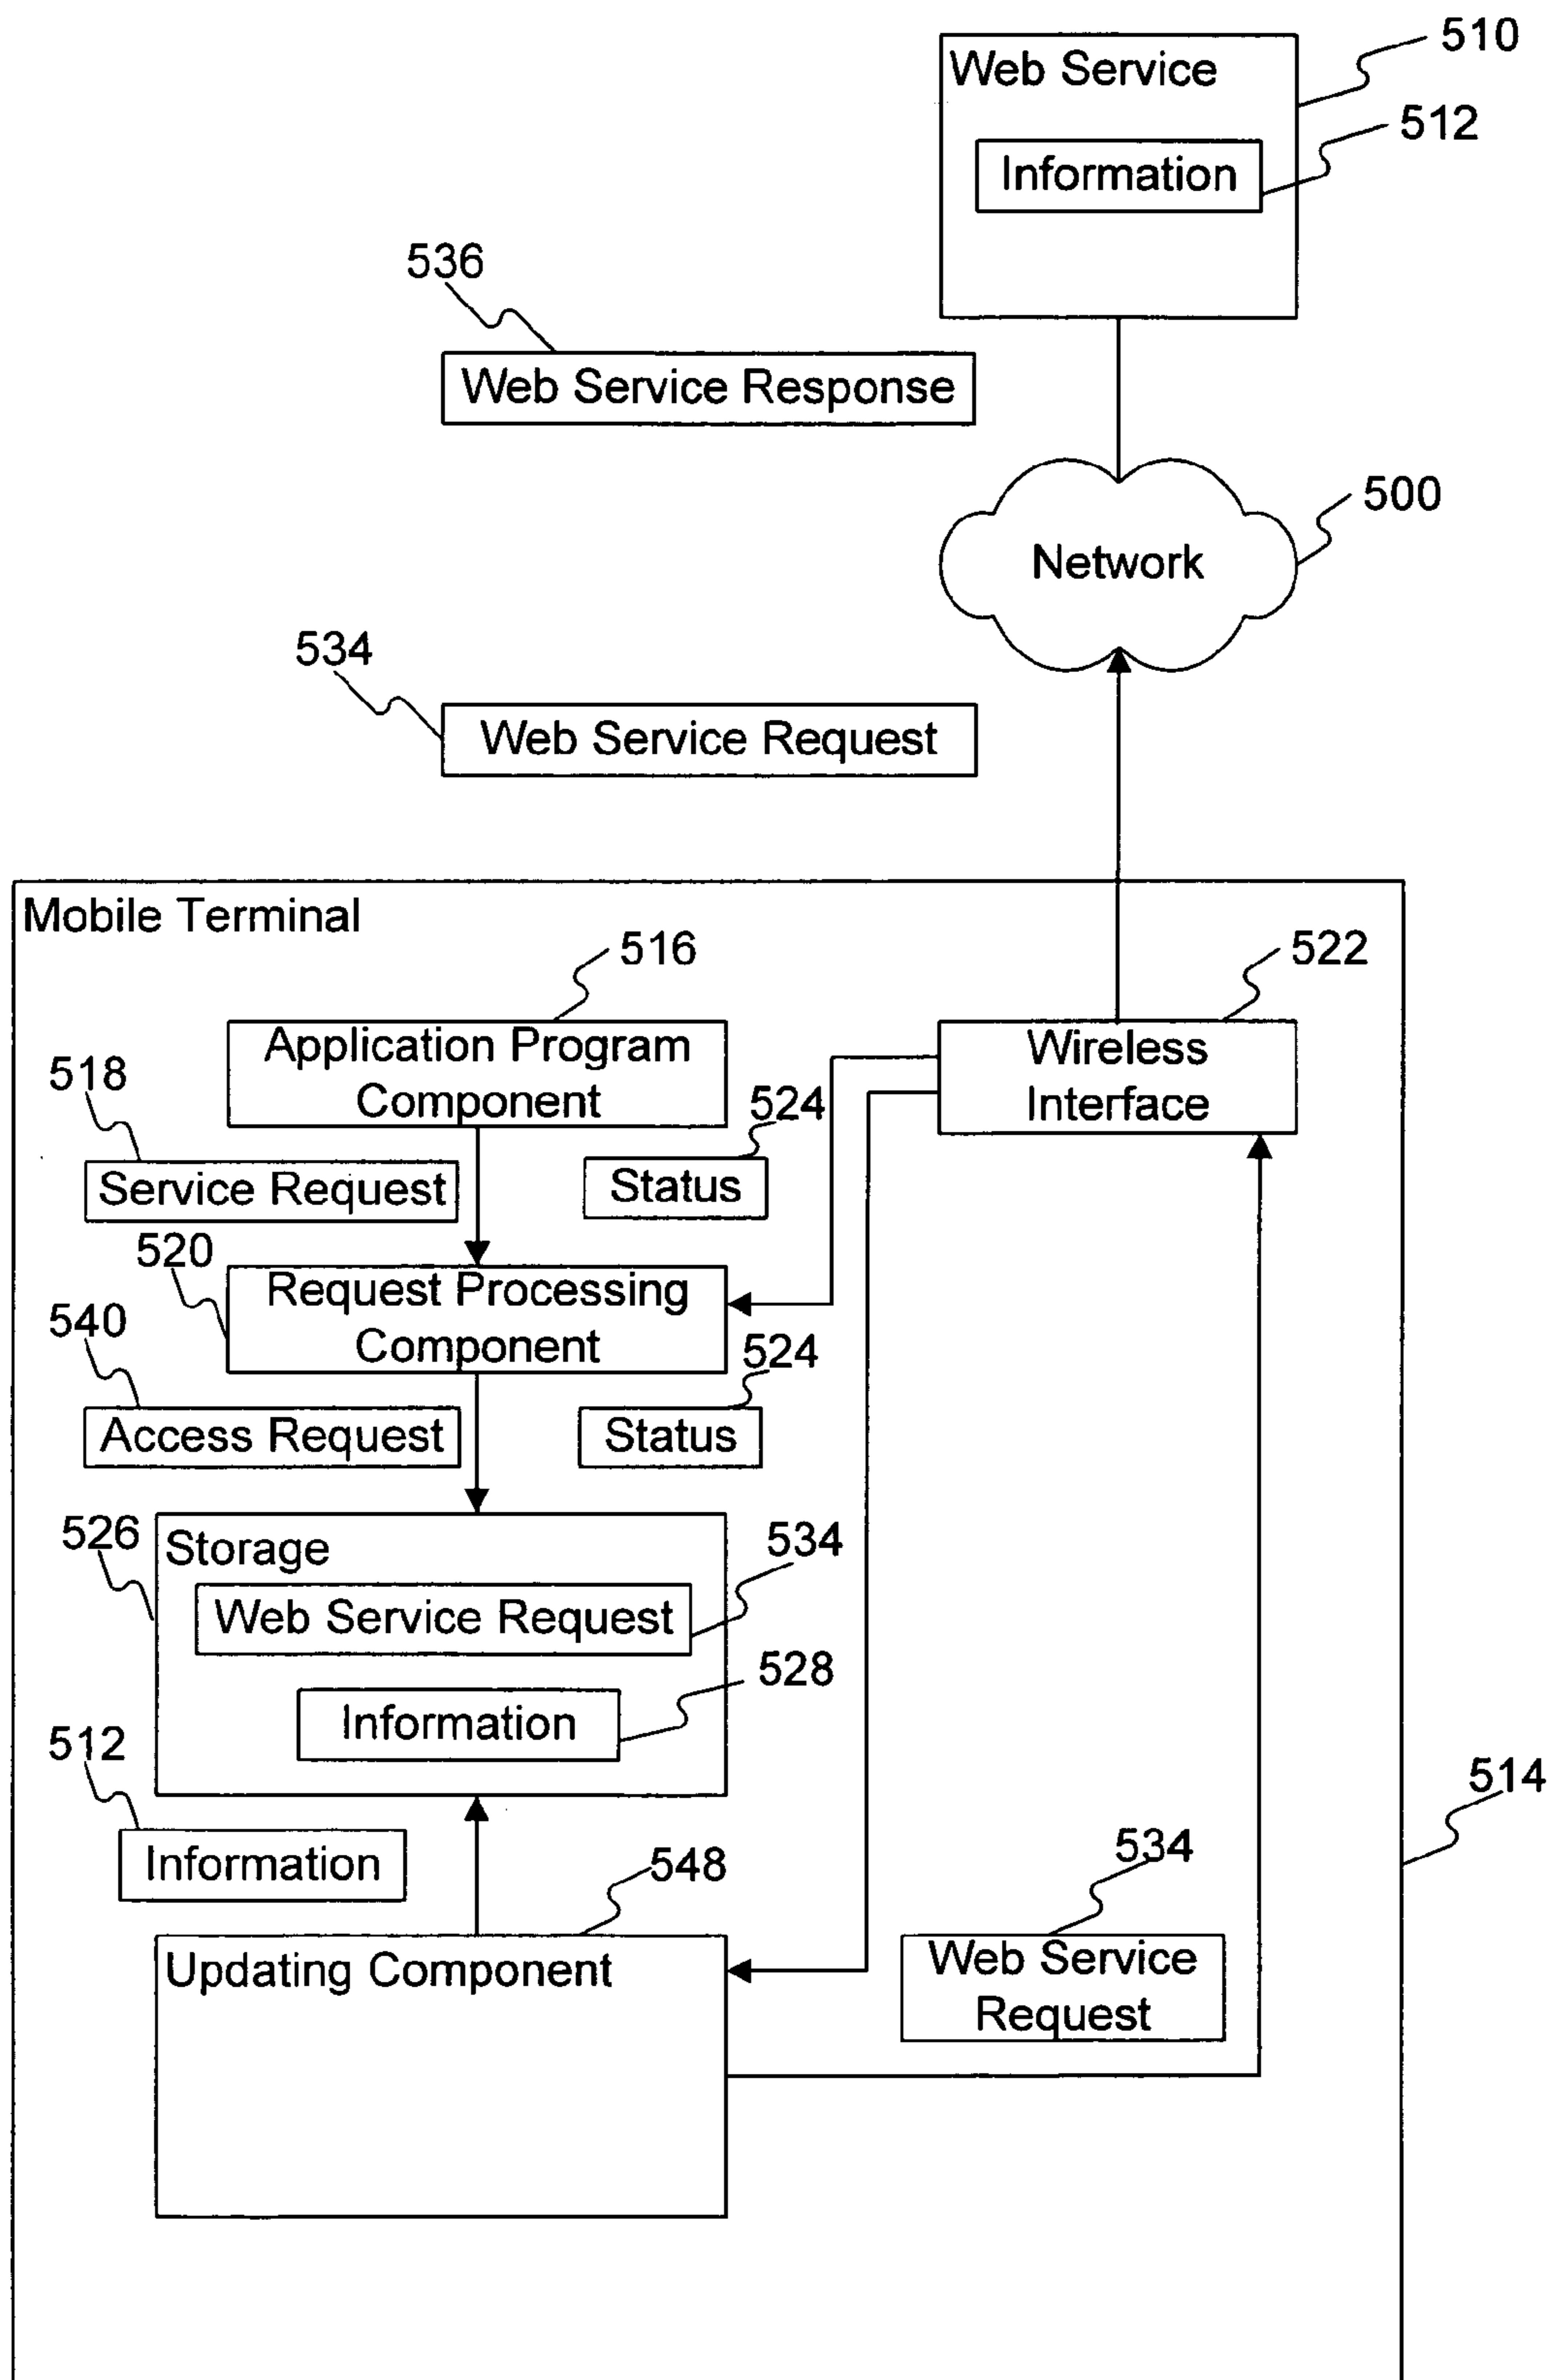 510
Web Service
512
Information
536
Web Service Response
500
Network
534
Web Service Request
Mobile Terminal
516
522
Application Program
Component
Wireless
Interface
518
524
Service Request
Status
520
Request Processing
Component
540
524
Access Request
Status
526
Storage
534
Web Service Request
528
Information
512
514
Information
548
534
Updating Component
Web Service
Request